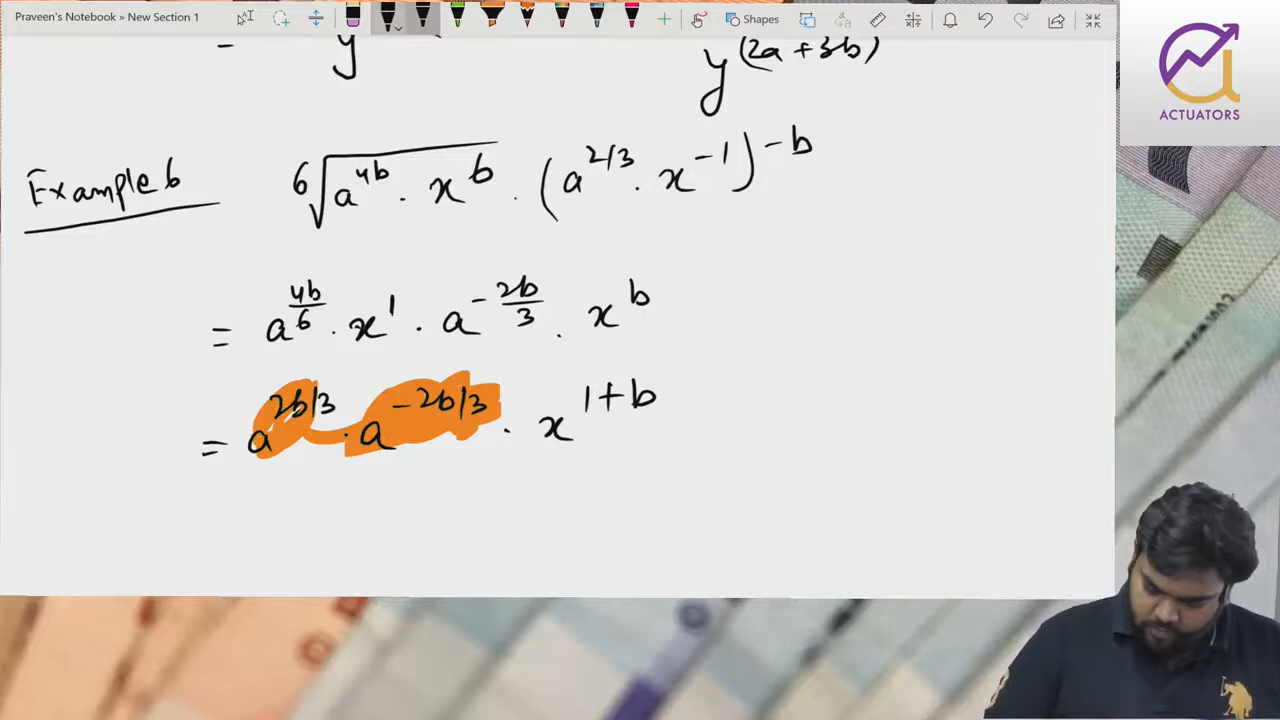 Praveen's Notebook » New Section 1
Shapes
ACTUATORS
= y y^(2a + 3b)
Example 6 ⁶√(a^4b · x^6) · (a^2/3 · x^-1)^-b
= a^(4b/6) · x^1 · a^(-2b/3) · x^b
= a^2b/3 · a^-2b/3 · x^1+b